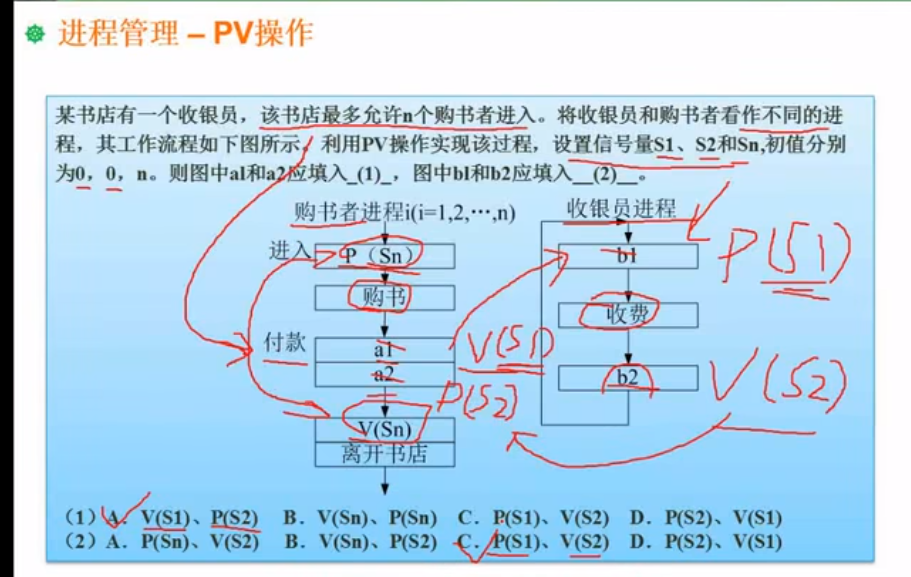 进程管理 – PV操作
某书店有一个收银员，该书店最多允许n个购书者进入。将收银员和购书者看作不同的进
程，其工作流程如下图所示。利用PV操作实现该过程，设置信号量S1、S2和Sn,初值分别
为0，0，n。则图中a1和a2应填入_(1)_，图中b1和b2应填入__(2)__。
购书者进程i(i=1,2,…,n)
收银员进程
进入
P（Sn）
b1
P(S1)
购书
收费
付款
a1
V(S1)
a2
P(S2)
b2
V(S2)
V(Sn)
离开书店
（1）A．V(S1)、P(S2) B．V(Sn)、P(Sn) C．P(S1)、V(S2) D．P(S2)、V(S1)
（2）A．P(Sn)、V(S2) B．V(Sn)、P(S2) C．P(S1)、V(S2) D．P(S2)、V(S1)